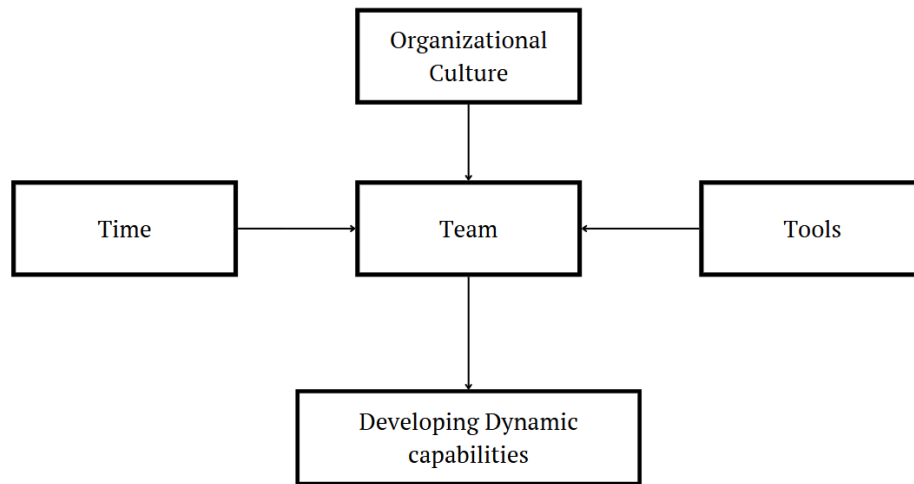 Organizational
Culture
Time
Team
Tools
Developing Dynamic
capabilities